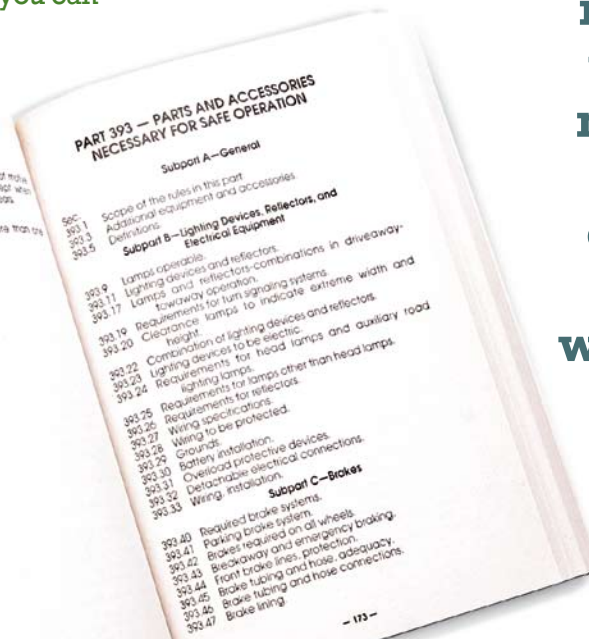 you can
PART 393 — PARTS AND ACCESSORIES
NECESSARY FOR SAFE OPERATION
Subpart A—General
Sec.
393.1 Scope of the rules in this part.
393.3 Additional equipment and accessories.
393.5 Definitions.
Subpart B—Lighting Devices, Reflectors, and
Electrical Equipment
393.9 Lamps operable.
393.11 Lighting devices and reflectors.
393.17 Lamps and reflectors-combinations in driveaway-
towaway operation.
393.19 Requirements for turn signaling systems.
393.20 Clearance lamps to indicate extreme width and
height.
393.22 Combination of lighting devices and reflectors.
393.23 Lighting devices to be electric.
393.24 Requirements for head lamps and auxiliary road
lighting lamps.
393.25 Requirements for lamps other than head lamps.
393.26 Requirements for reflectors.
393.27 Wiring specifications.
393.28 Wiring to be protected.
393.29 Grounds.
393.30 Battery installation.
393.31 Overload protective devices.
393.32 Detachable electrical connections.
393.33 Wiring, installation.
Subpart C—Brakes
393.40 Required brake systems.
393.41 Parking brake system.
393.42 Brakes required on all wheels.
393.43 Breakaway and emergency braking.
393.44 Front brake lines, protection.
393.45 Brake tubing and hose, adequacy.
393.46 Brake tubing and hose connections.
393.47 Brake lining.
— 173 —